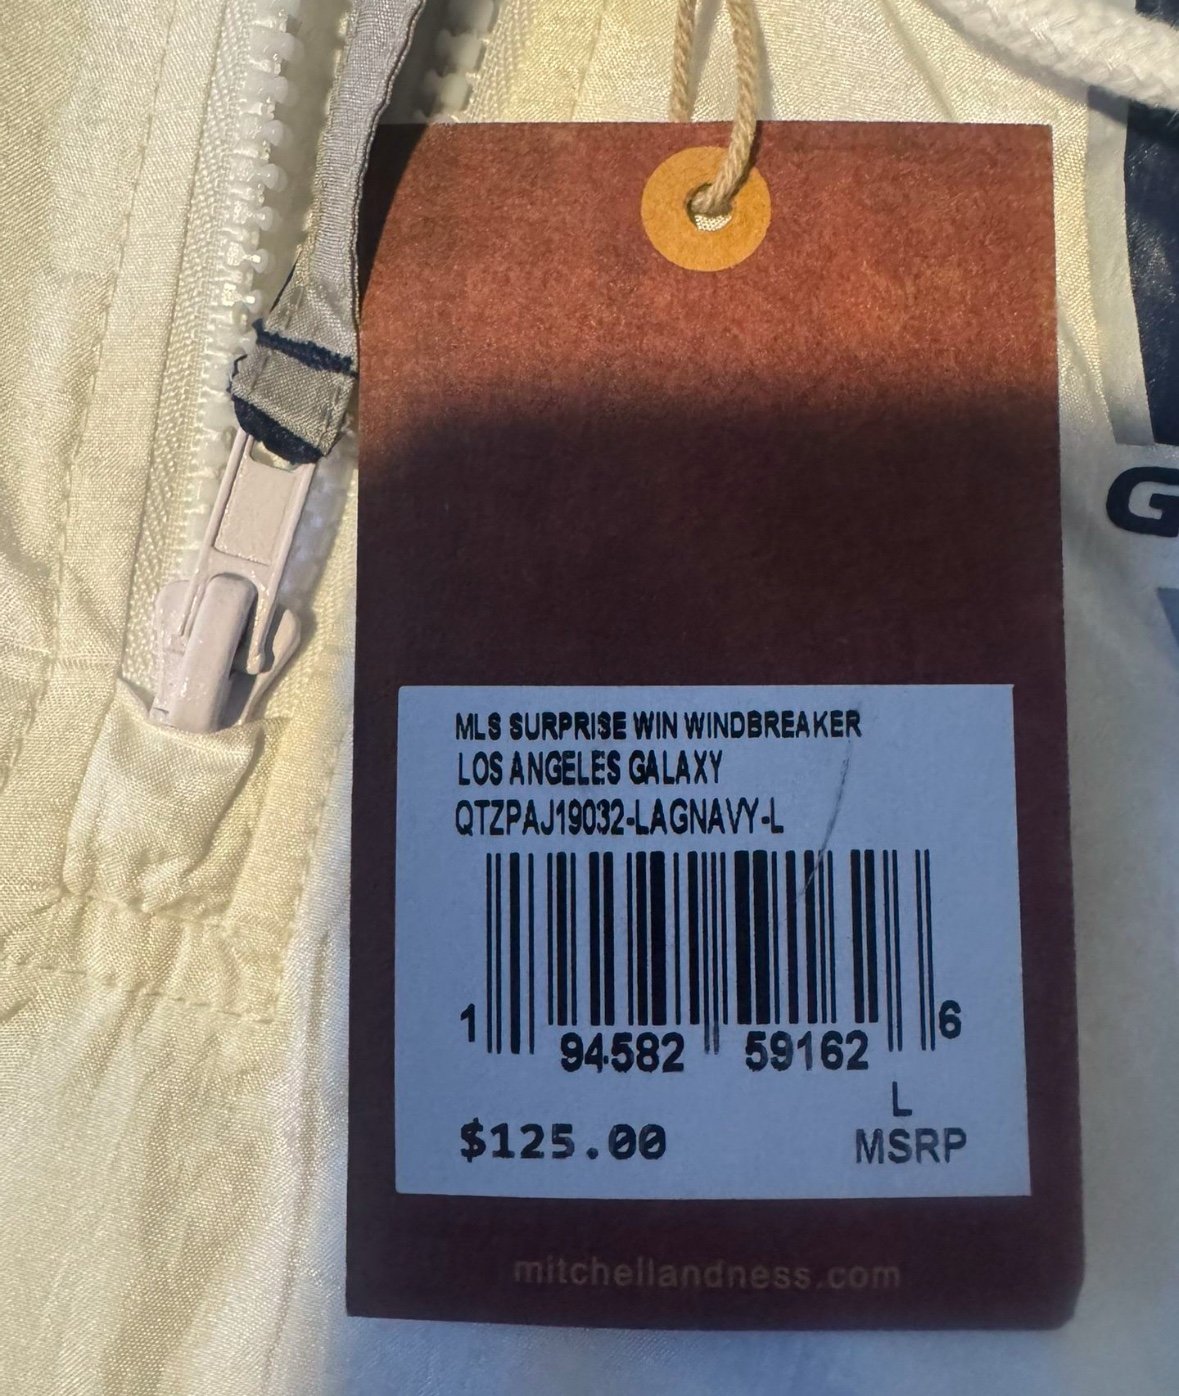 G
MLS SURPRISE WIN WINDBREAKER
LOS ANGELES GALAXY
QTZPAJ19032-LAGNAVY-L
1 94582 59162 6
L
$125.00 MSRP
mitchellandness.com